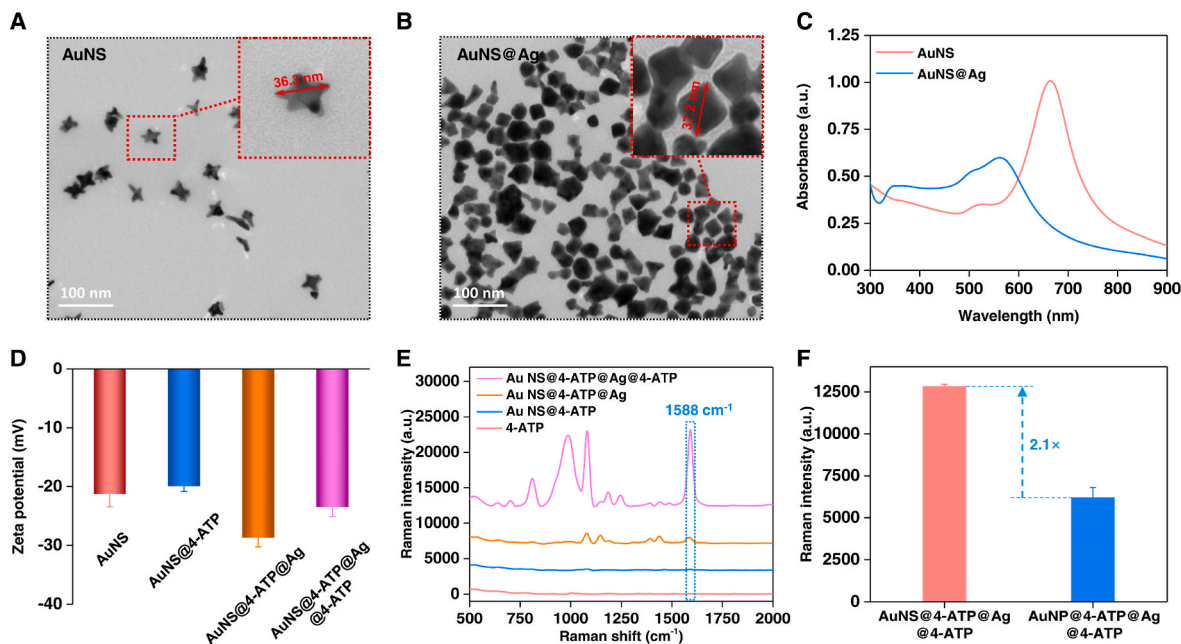 A
AuNS
36.3 nm
100 nm
B
AuNS@Ag
37.2 nm
100 nm
C
1.25
1.00
0.75
0.50
0.25
0.00
Absorbance (a.u.)
AuNS
AuNS@Ag
300 400 500 600 700 800 900
Wavelength (nm)
D
0
-10
-20
-30
-40
Zeta potential (mV)
AuNS
AuNS@4-ATP
AuNS@4-ATP@Ag
AuNS@4-ATP@Ag
@4-ATP
E
30000
25000
20000
15000
10000
5000
0
Raman intensity (a.u.)
Au NS@4-ATP@Ag@4-ATP
Au NS@4-ATP@Ag
Au NS@4-ATP
4-ATP
1588 cm⁻¹
500 750 1000 1250 1500 1750 2000
Raman shift (cm⁻¹)
F
12500
10000
7500
5000
2500
0
Raman intensity (a.u.)
2.1×
AuNS@4-ATP@Ag
@4-ATP
AuNP@4-ATP@Ag
@4-ATP